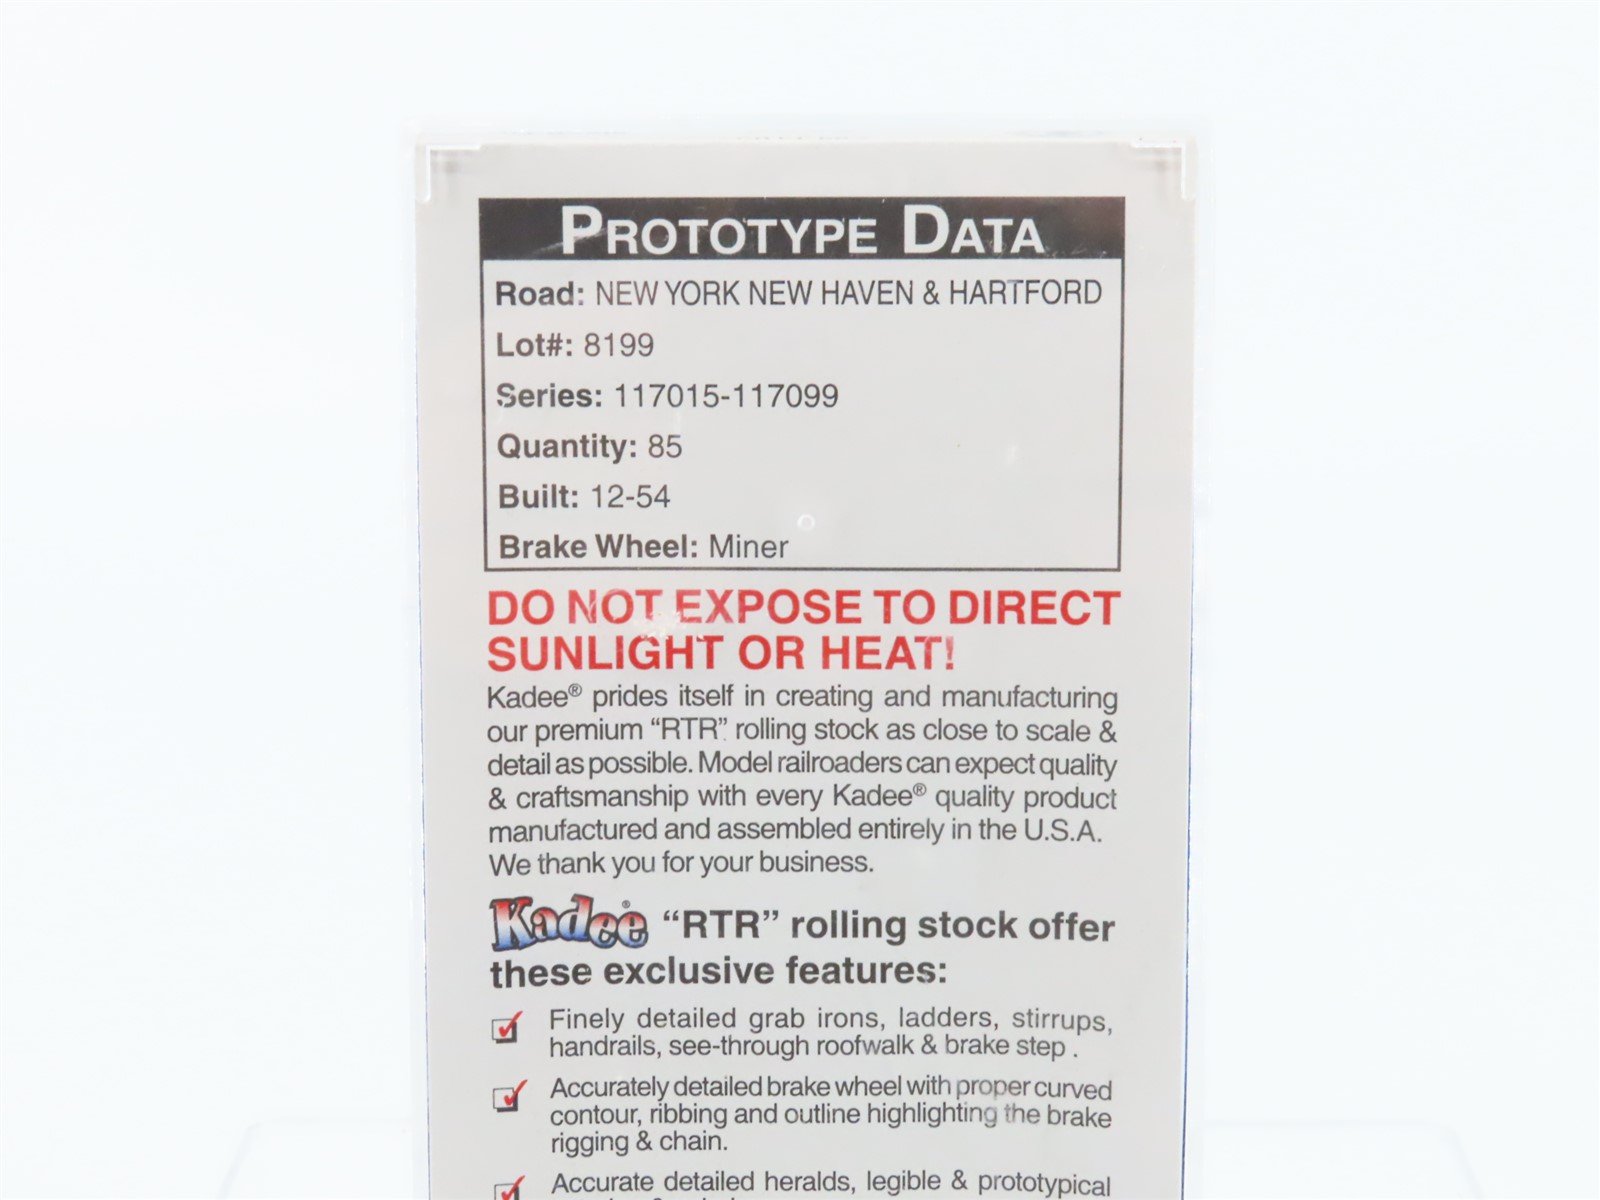 PROTOTYPE DATA
Road: NEW YORK NEW HAVEN & HARTFORD
Lot#: 8199
Series: 117015-117099
Quantity: 85
Built: 12-54
Brake Wheel: Miner
DO NOT EXPOSE TO DIRECT
SUNLIGHT OR HEAT!
Kadee® prides itself in creating and manufacturing
our premium “RTR” rolling stock as close to scale &
detail as possible. Model railroaders can expect quality
& craftsmanship with every Kadee® quality product
manufactured and assembled entirely in the U.S.A.
We thank you for your business.
Kadee® “RTR” rolling stock offer
these exclusive features:
Finely detailed grab irons, ladders, stirrups,
handrails, see-through roofwalk & brake step .
Accurately detailed brake wheel with proper curved
contour, ribbing and outline highlighting the brake
rigging & chain.
Accurate detailed heralds, legible & prototypical